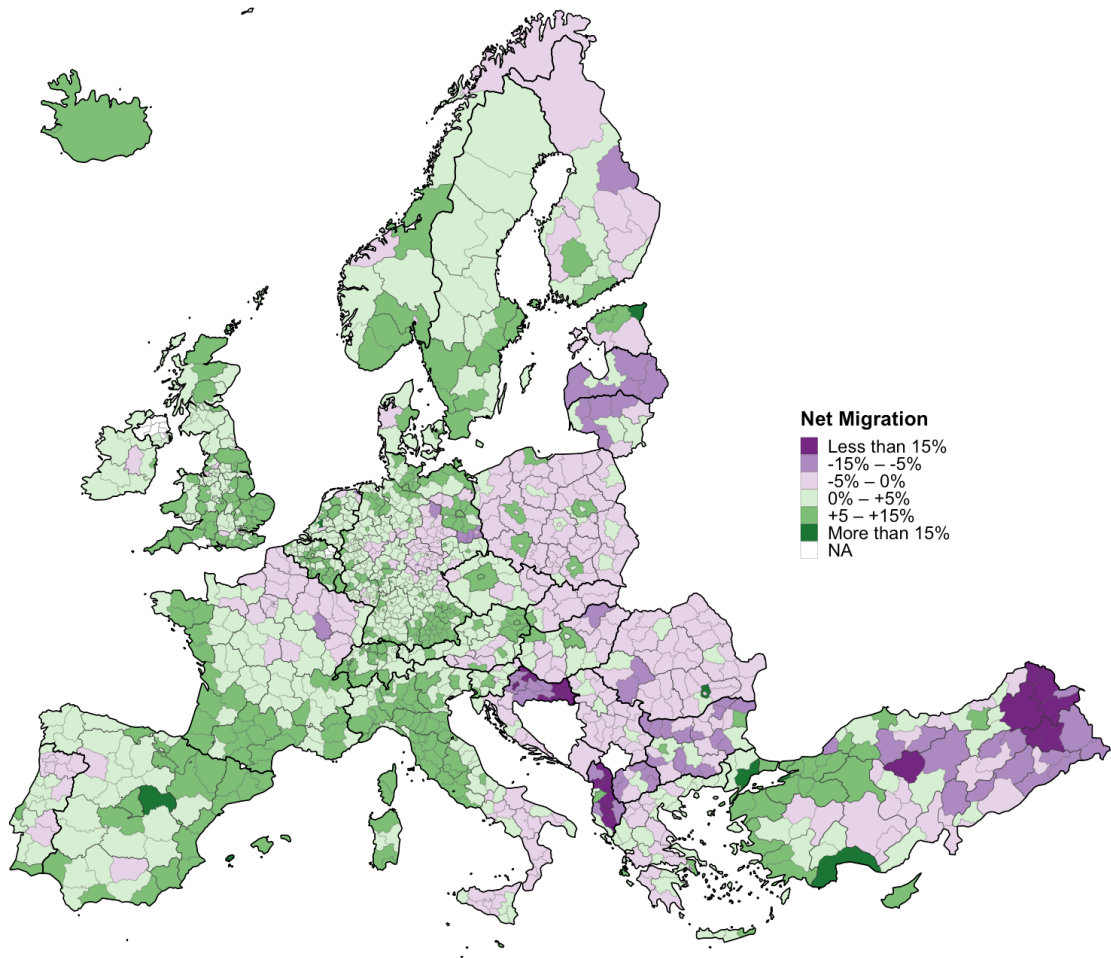 Net Migration
Less than 15%
-15% – -5%
-5% – 0%
0% – +5%
+5 – +15%
More than 15%
NA